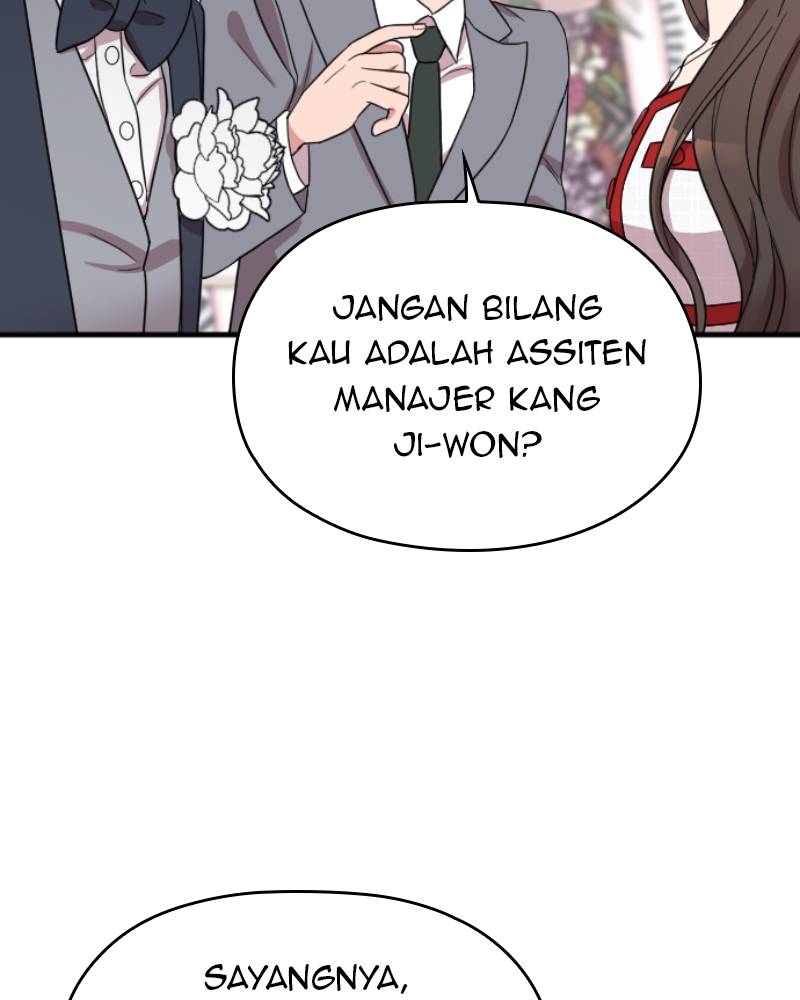 JANGAN BILANG
KAU ADALAH ASSITEN
MANAJER KANG
JI-WON?
SAYANGNYA,